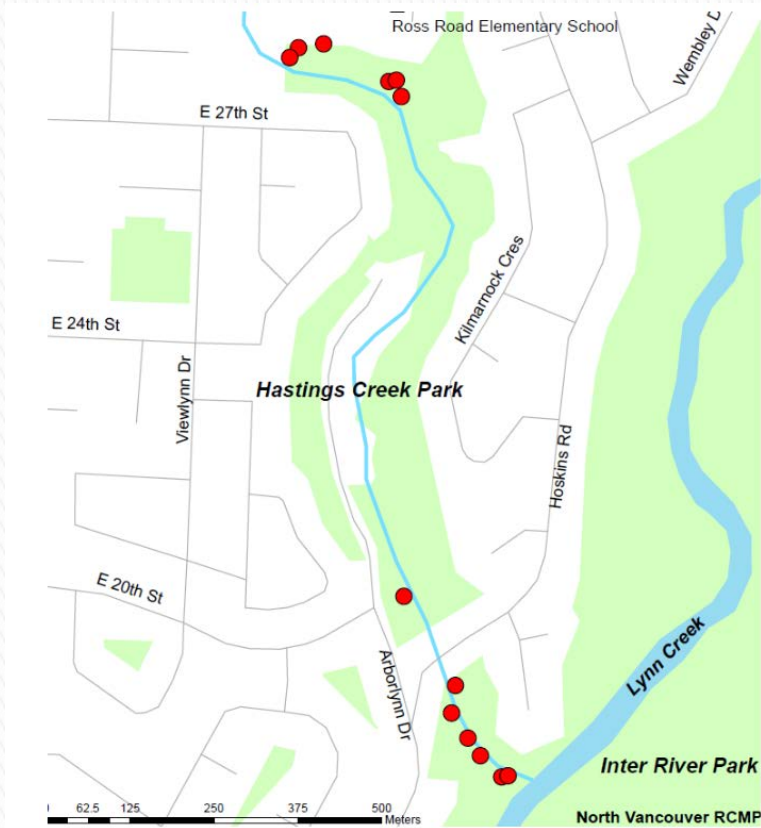 Ross Road Elementary School
Wembley D
E 27th St
Kilmarnock Cres
E 24th St
Viewlynn Dr
Hastings Creek Park
Hoskins Rd
E 20th St
Arborlynn Dr
Lynn Creek
Inter River Park
62.5 125 250 375 500
Meters
North Vancouver RCMP